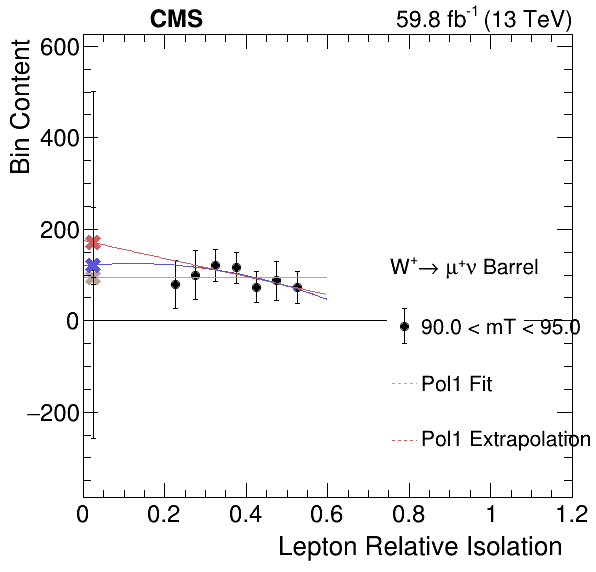 CMS
59.8 fb⁻¹ (13 TeV)
Bin Content
600
400
200
0
−200
W⁺→ μ⁺ν Barrel
90.0 < mT < 95.0
Pol1 Fit
Pol1 Extrapolation
0 0.2 0.4 0.6 0.8 1 1.2
Lepton Relative Isolation